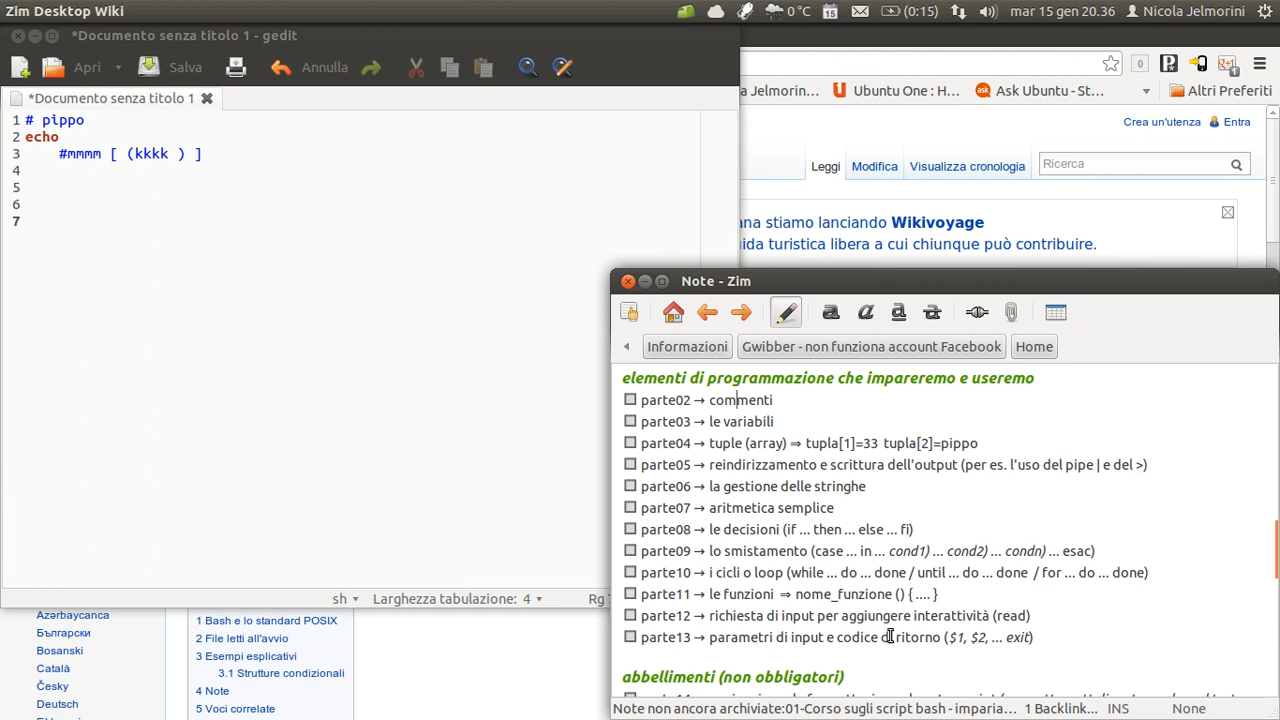 Zim Desktop Wiki
0 °C
15
(0:15)
mar 15 gen 20.36
Nicola Jelmorini
*Documento senza titolo 1 - gedit
Apri
Salva
Annulla
*Documento senza titolo 1
1 # pippo
2 echo
3 #mmmm [ (kkkk ) ]
4
5
6
7
sh
Larghezza tabulazione: 4
0
1
a Jelmorini...
Ubuntu One : H...
Ask Ubuntu - St...
Altri Preferiti
Crea un'utenza
Entra
Leggi
Modifica
Visualizza cronologia
Ricerca
ana stiamo lanciando Wikivoyage
uida turistica libera a cui chiunque può contribuire.
Note - Zim
Informazioni
Gwibber - non funziona account Facebook
Home
elementi di programmazione che impareremo e useremo
parte02 → commenti
parte03 → le variabili
parte04 → tuple (array) ⇒ tupla[1]=33 tupla[2]=pippo
parte05 → reindirizzamento e scrittura dell'output (per es. l'uso del pipe | e del >)
parte06 → la gestione delle stringhe
parte07 → aritmetica semplice
parte08 → le decisioni (if ... then ... else ... fi)
parte09 → lo smistamento (case ... in ... cond1) ... cond2) ... condn) ... esac)
parte10 → i cicli o loop (while ... do ... done / until ... do ... done / for ... do ... done)
parte11 → le funzioni ⇒ nome_funzione () { .... }
parte12 → richiesta di input per aggiungere interattività (read)
parte13 → parametri di input e codice di ritorno ($1, $2, ... exit)
abbellimenti (non obbligatori)
Note non ancora archiviate:01-Corso sugli script bash - imparia...
1 Backlink...
INS
None
Azərbaycanca
Български
Bosanski
Català
Česky
Deutsch
1 Bash e lo standard POSIX
2 File letti all'avvio
3 Esempi esplicativi
3.1 Strutture condizionali
4 Note
5 Voci correlate